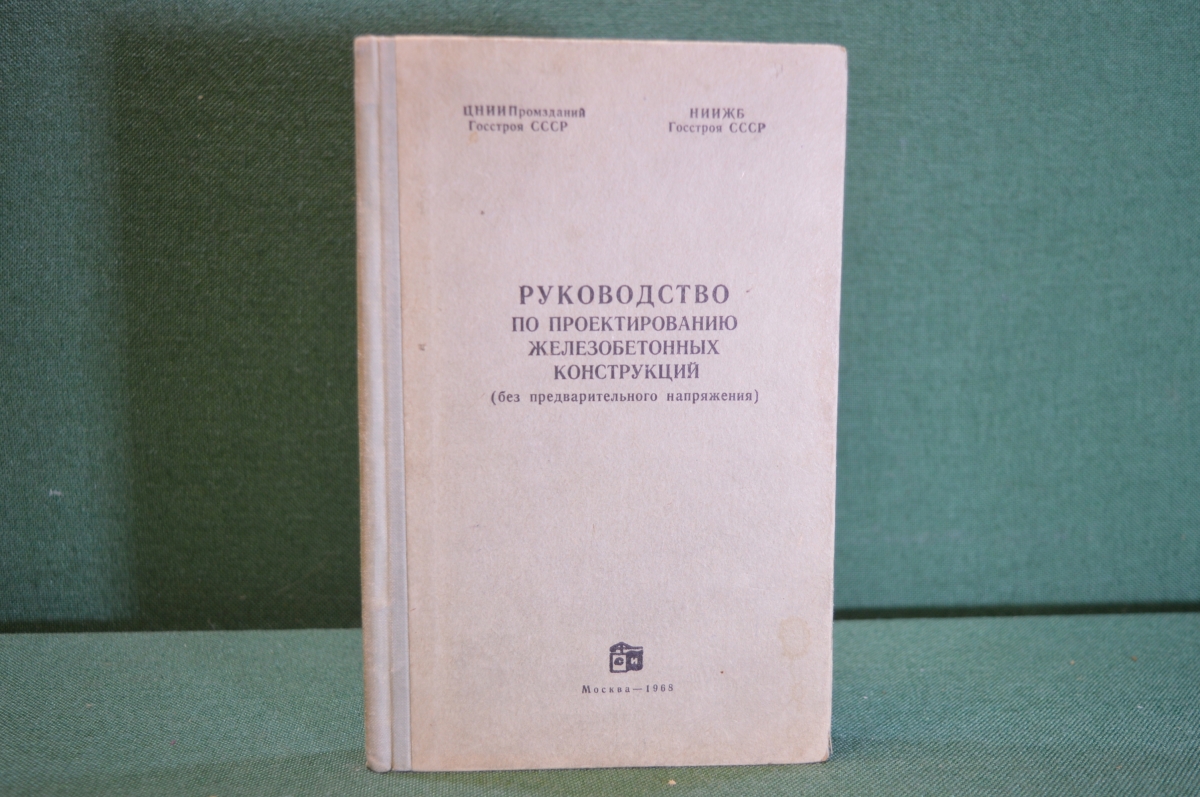 ЦНИИПромзданий
Госстроя СССР
НИИЖБ
Госстроя СССР
РУКОВОДСТВО
ПО ПРОЕКТИРОВАНИЮ
ЖЕЛЕЗОБЕТОННЫХ
КОНСТРУКЦИЙ
(без предварительного напряжения)
С И
Москва—1968